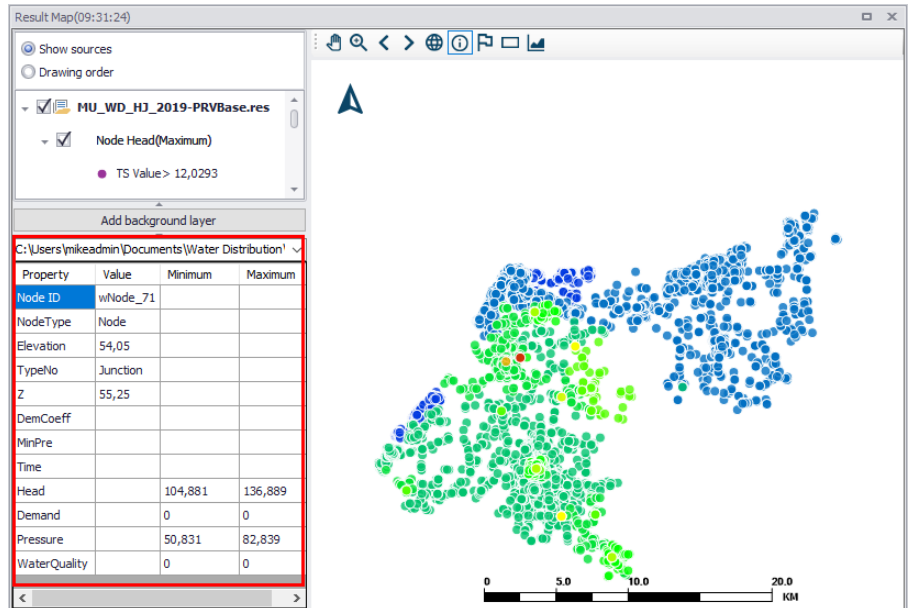 Result Map(09:31:24)
Show sources
Drawing order
MU_WD_HJ_2019-PRVBase.res
Node Head(Maximum)
TS Value> 12,0293
Add background layer
C:\Users\mikeadmin\Documents\Water Distribution\
Property Value Minimum Maximum
Node ID wNode_71
NodeType Node
Elevation 54,05
TypeNo Junction
Z 55,25
DemCoeff
MinPre
Time
Head 104,881 136,889
Demand 0 0
Pressure 50,831 82,839
WaterQuality 0 0
0 5.0 10.0 20.0
KM